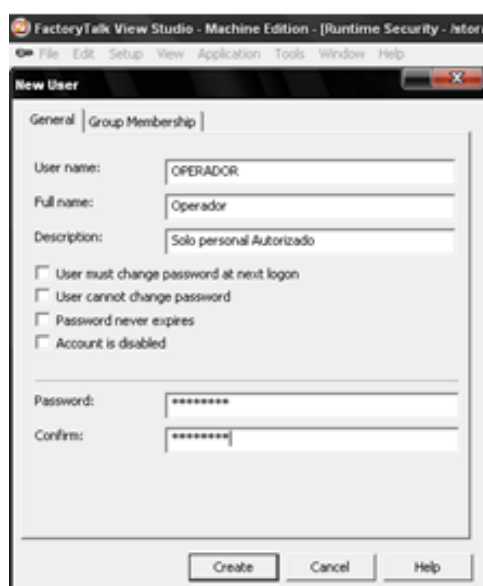 FactoryTalk View Studio - Machine Edition - [Runtime Security - /stor
File Edit Setup View Application Tools Window Help
New User
General Group Membership
User name: OPERADOR
Full name: Operador
Description: Solo personal Autorizado
User must change password at next logon
User cannot change password
Password never expires
Account is disabled
Password: ********
Confirm: ********
Create Cancel Help